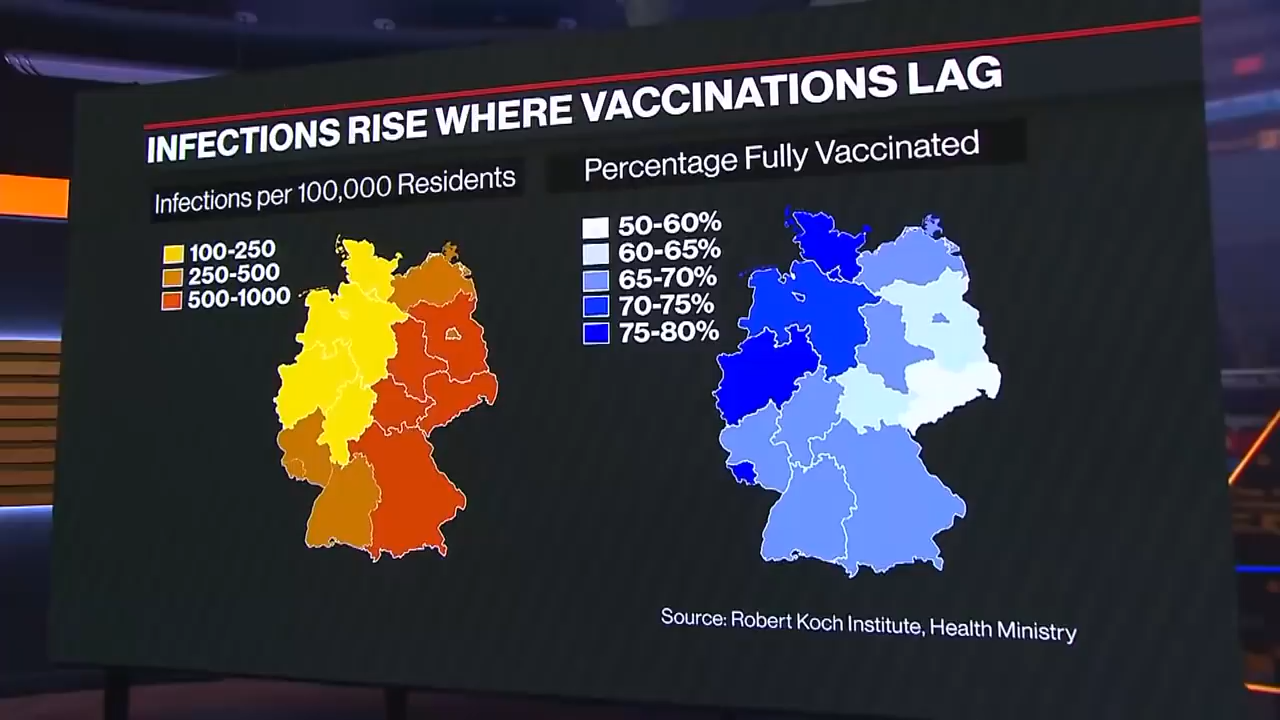 INFECTIONS RISE WHERE VACCINATIONS LAG
Infections per 100,000 Residents
100-250
250-500
500-1000
Percentage Fully Vaccinated
50-60%
60-65%
65-70%
70-75%
75-80%
Source: Robert Koch Institute, Health Ministry